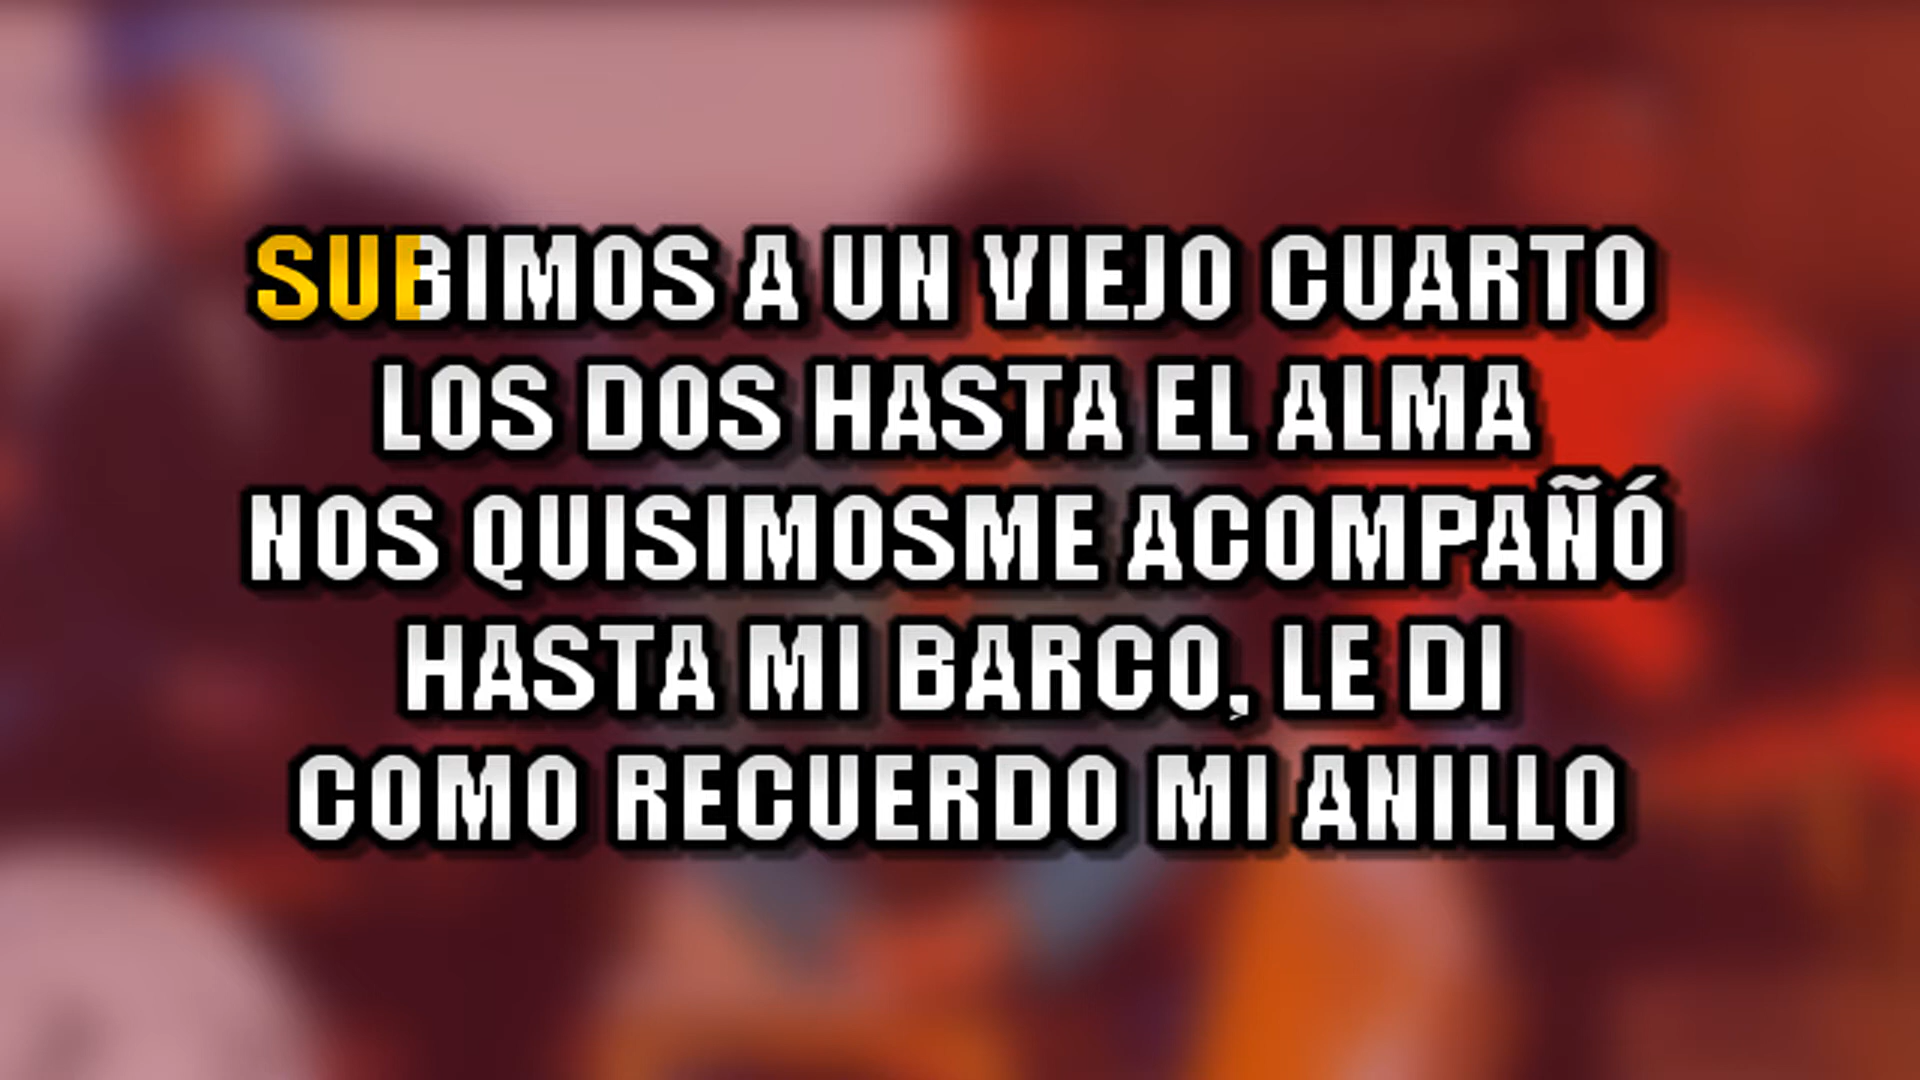 SUBIMOS A UN VIEJO CUARTO
LOS DOS HASTA EL ALMA
NOS QUISIMOSME ACOMPAÑÓ
HASTA MI BARCO, LE DI
COMO RECUERDO MI ANILLO